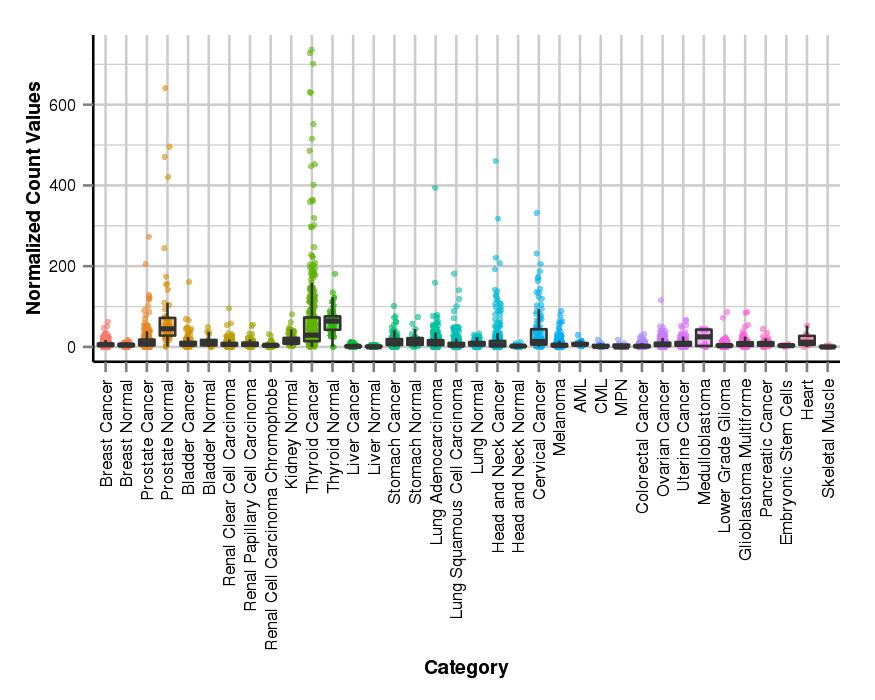 Normalized Count Values
600
400
200
0
Breast Cancer
Breast Normal
Prostate Cancer
Prostate Normal
Bladder Cancer
Bladder Normal
Renal Clear Cell Carcinoma
Renal Papillary Cell Carcinoma
Renal Cell Carcinoma Chromophobe
Kidney Normal
Thyroid Cancer
Thyroid Normal
Liver Cancer
Liver Normal
Stomach Cancer
Stomach Normal
Lung Adenocarcinoma
Lung Squamous Cell Carcinoma
Lung Normal
Head and Neck Cancer
Head and Neck Normal
Cervical Cancer
Melanoma
AML
CML
MPN
Colorectal Cancer
Ovarian Cancer
Uterine Cancer
Medulloblastoma
Lower Grade Glioma
Glioblastoma Multiforme
Pancreatic Cancer
Embryonic Stem Cells
Heart
Skeletal Muscle
Category